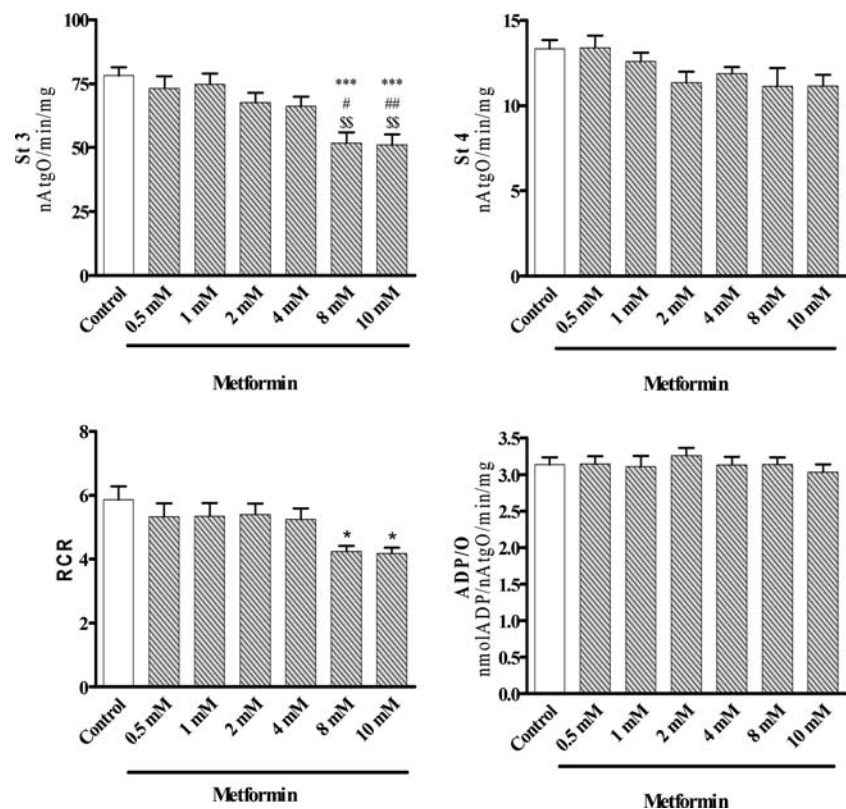 St 3
nAtgO/min/mg
100
75
50
25
0
***
#
$$
***
##
$$
Control
0.5 mM
1 mM
2 mM
4 mM
8 mM
10 mM
Metformin
St 4
nAtgO/min/mg
15
10
5
0
Control
0.5 mM
1 mM
2 mM
4 mM
8 mM
10 mM
Metformin
RCR
8
6
4
2
0
*
*
Control
0.5 mM
1 mM
2 mM
4 mM
8 mM
10 mM
Metformin
ADP/O
nmolADP/nAtgO/min/mg
3.5
3.0
2.5
2.0
1.5
1.0
0.5
0.0
Control
0.5 mM
1 mM
2 mM
4 mM
8 mM
10 mM
Metformin